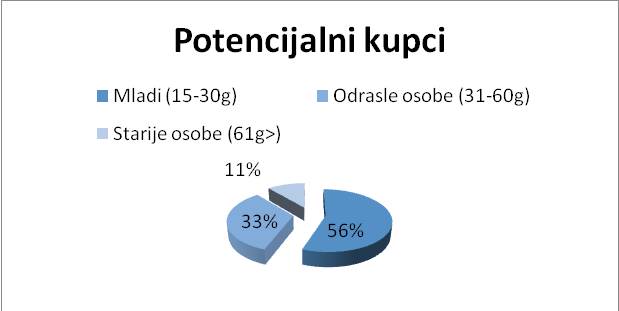 Potencijalni kupci
Mladi (15-30g) Odrasle osobe (31-60g)
Starije osobe (61g>)
11%
33%
56%